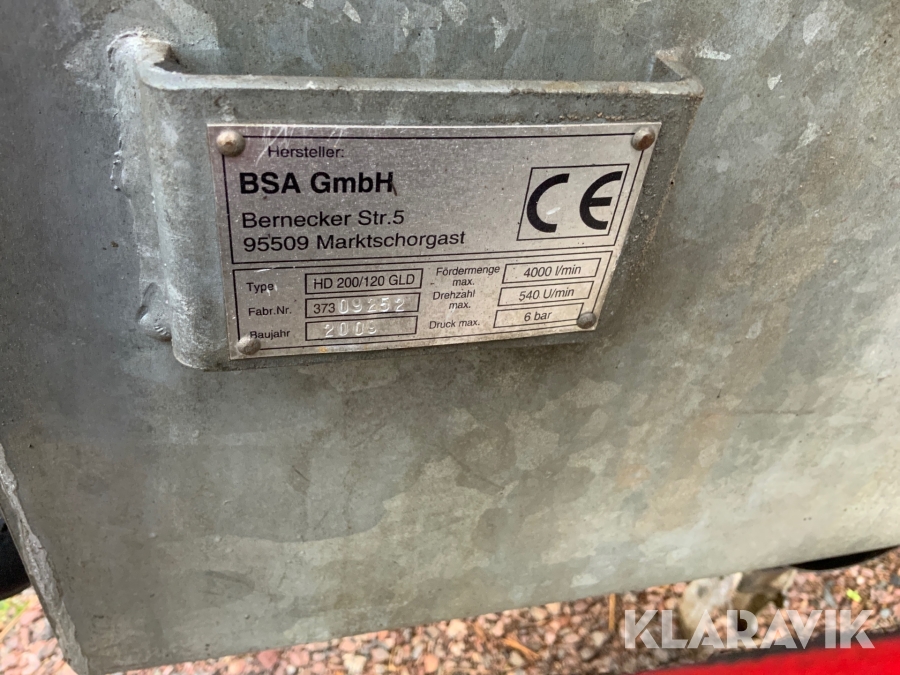 Hersteller:
BSA GmbH
Bernecker Str.5
95509 Marktschorgast
CE
Type HD 200/120 GLD
Fabr.Nr. 373 09252
Baujahr 2009
Fördermenge max. 4000 l/min
Drehzahl max. 540 U/min
Druck max. 6 bar
KLARAVIK